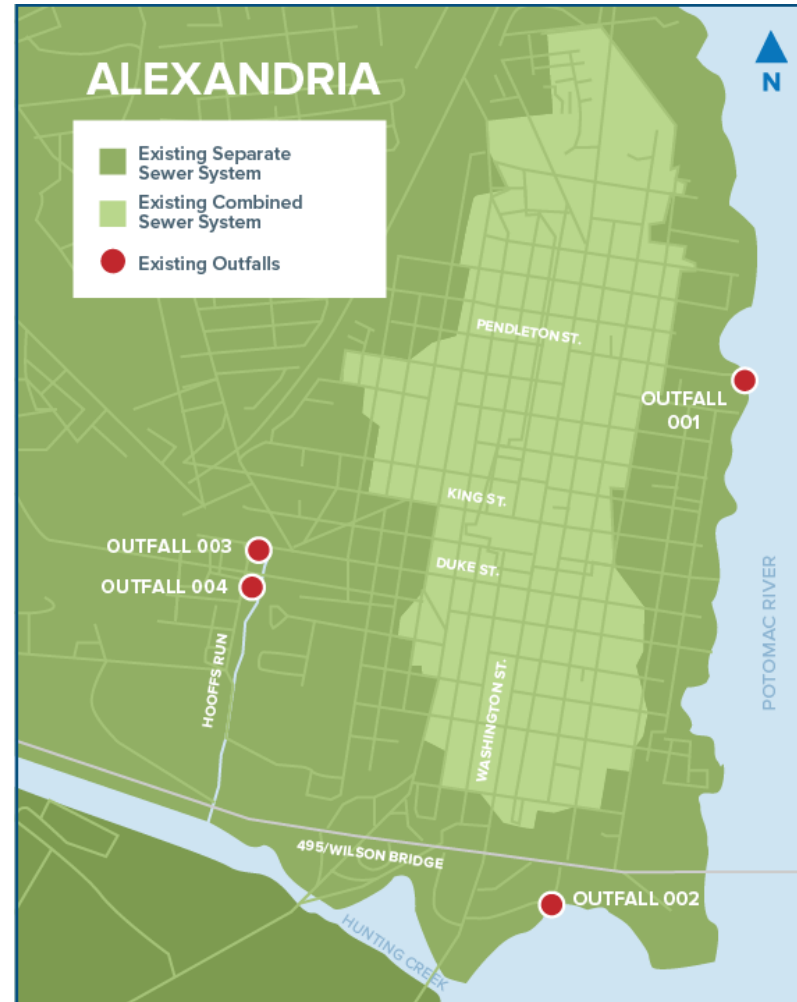 ALEXANDRIA
N
Existing Separate
Sewer System
Existing Combined
Sewer System
Existing Outfalls
PENDLETON ST.
OUTFALL
001
KING ST.
OUTFALL 003
DUKE ST.
OUTFALL 004
POTOMAC RIVER
HOOFFS RUN
WASHINGTON ST.
495/WILSON BRIDGE
OUTFALL 002
HUNTING CREEK